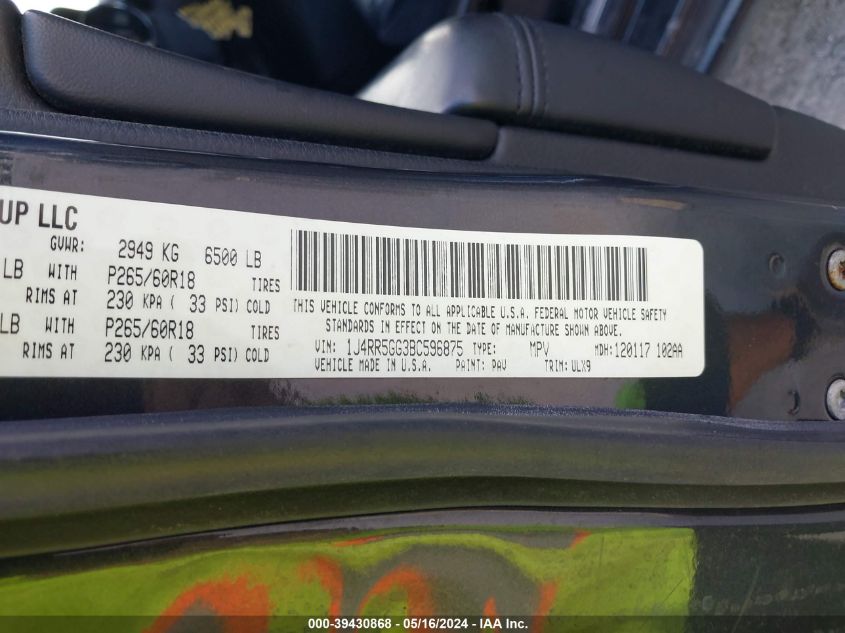 UP LLC
GVWR: 2949 KG 6500 LB
LB WITH P265/60R18 TIRES
RIMS AT 230 KPA ( 33 PSI) COLD
LB WITH P265/60R18 TIRES
RIMS AT 230 KPA ( 33 PSI) COLD
THIS VEHICLE CONFORMS TO ALL APPLICABLE U.S.A. FEDERAL MOTOR VEHICLE SAFETY
STANDARDS IN EFFECT ON THE DATE OF MANUFACTURE SHOWN ABOVE.
VIN: 1J4RR5GG3BC596875 TYPE: MPV MDH: 120117 102AA
VEHICLE MADE IN U.S.A. PAINT: PAV TRIM: ULX9
000-39430868 - 05/16/2024 - IAA Inc.